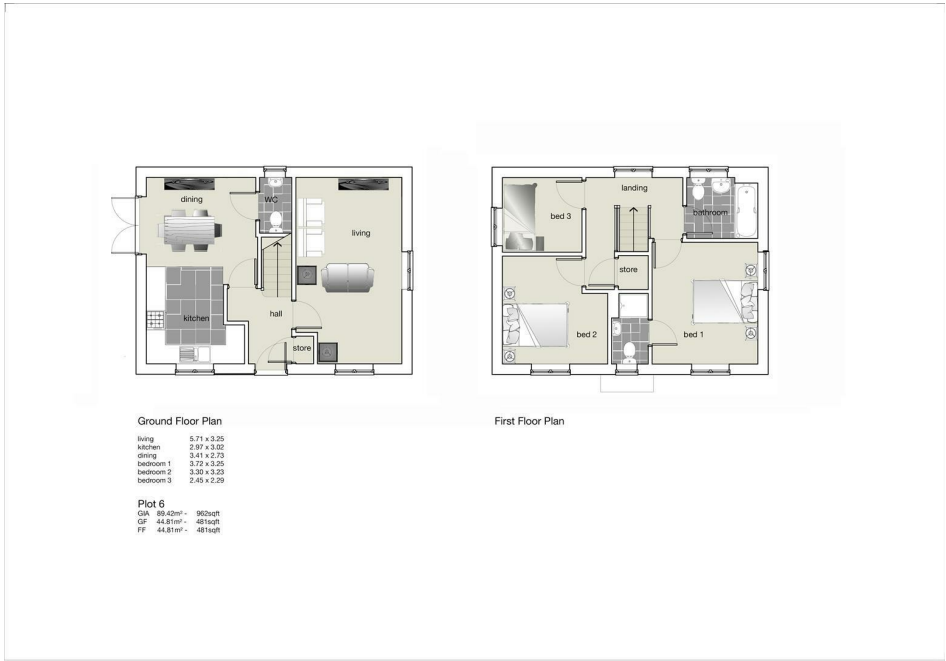 dining
WC
living
kitchen
hall
store
landing
bed 3
bathroom
store
bed 2
bed 1
Ground Floor Plan
living 5.71 x 3.25
kitchen 2.97 x 3.02
dining 3.41 x 2.73
bedroom 1 3.72 x 3.25
bedroom 2 3.30 x 3.23
bedroom 3 2.45 x 2.29
Plot 6
GIA 89.42m² - 962sqft
GF 44.81m² - 481sqft
FF 44.81m² - 481sqft
First Floor Plan